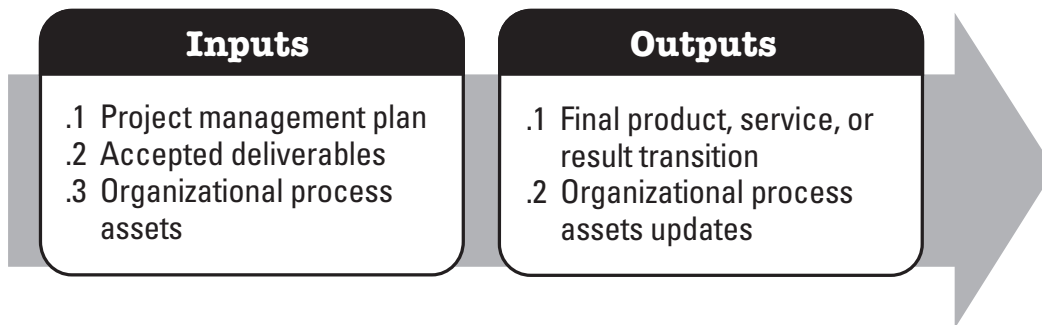 Inputs
.1 Project management plan
.2 Accepted deliverables
.3 Organizational process
assets
Outputs
.1 Final product, service, or
result transition
.2 Organizational process
assets updates